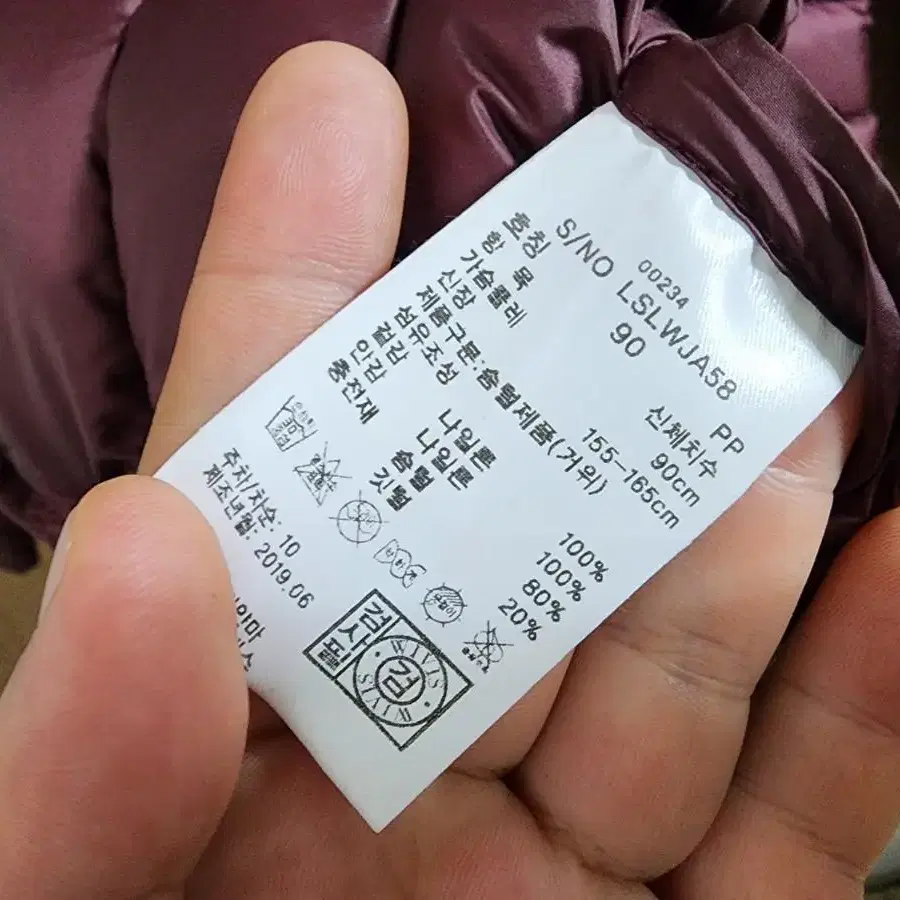 00234
S/NO LSLWJA58 PP
호칭 90
항 목 신체치수
가슴둘레 90cm
신장 155-165cm
제품구분:솜털제품(거위)
섬유조성
겉감 나일론 100%
안감 나일론 100%
충전재 솜털 80%
깃털 20%
주차/차순: 10
제조년월: 2019.06
검사필
검
VIVIS
VIVIS